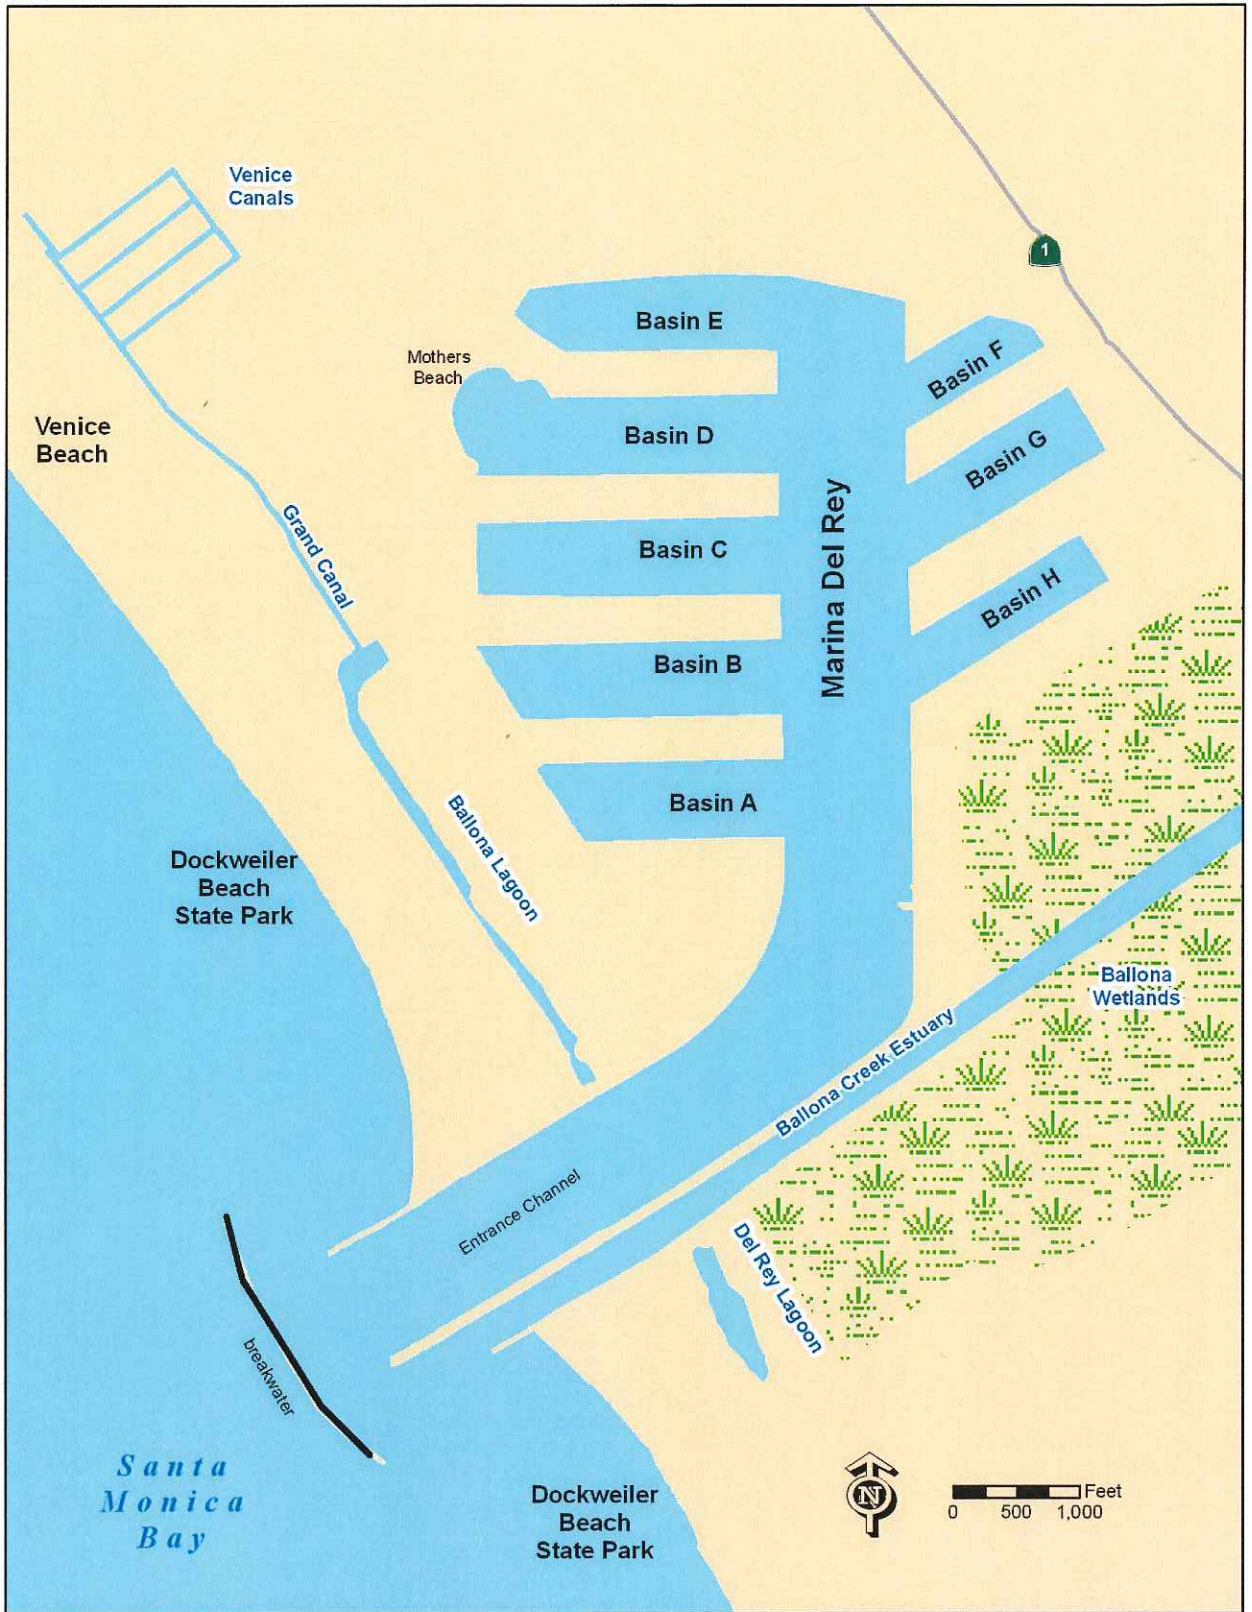 Venice
Canals
1
Basin E
Basin F
Mothers
Beach
Venice
Beach
Basin D
Basin G
Grand Canal
Basin C
Marina Del Rey
Basin H
Basin B
Basin A
Ballona Lagoon
Dockweiler
Beach
State Park
Ballona
Wetlands
Ballona Creek Estuary
Entrance Channel
Del Rey Lagoon
breakwater
Santa
Monica
Bay
Dockweiler
Beach
State Park
N
Feet
0 500 1,000